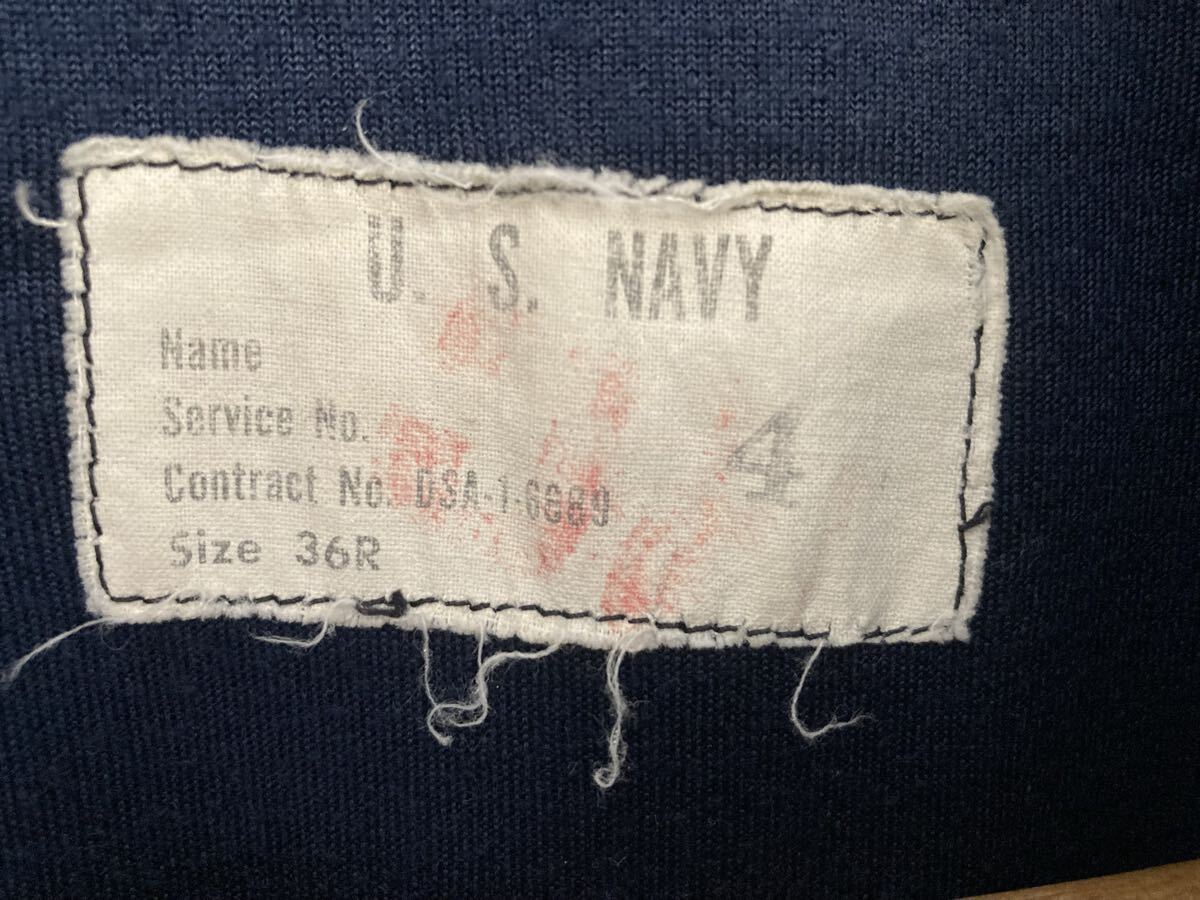 U. S. NAVY
Name
Service No.
4
Contract No. DSA-1-6689
Size 36R